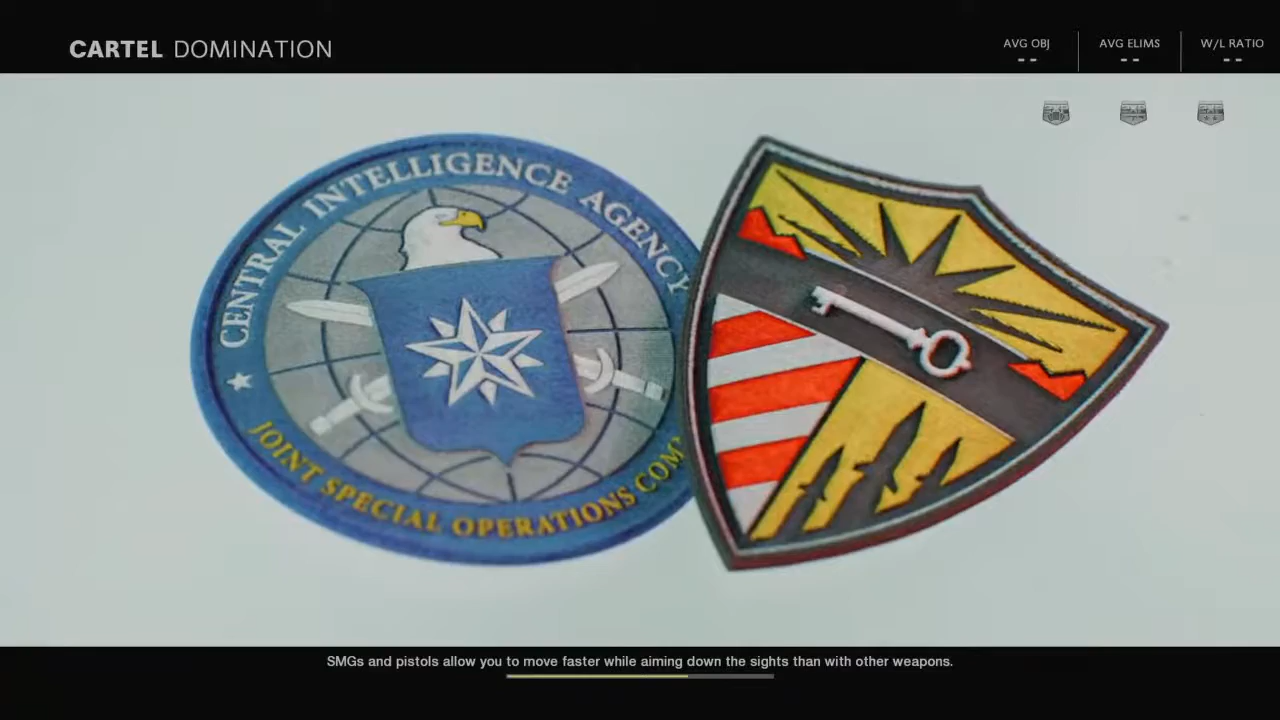 CARTEL DOMINATION
AVG OBJ
--
AVG ELIMS
--
W/L RATIO
--
CENTRAL INTELLIGENCE AGENCY
JOINT SPECIAL OPERATIONS COM
SMGs and pistols allow you to move faster while aiming down the sights than with other weapons.